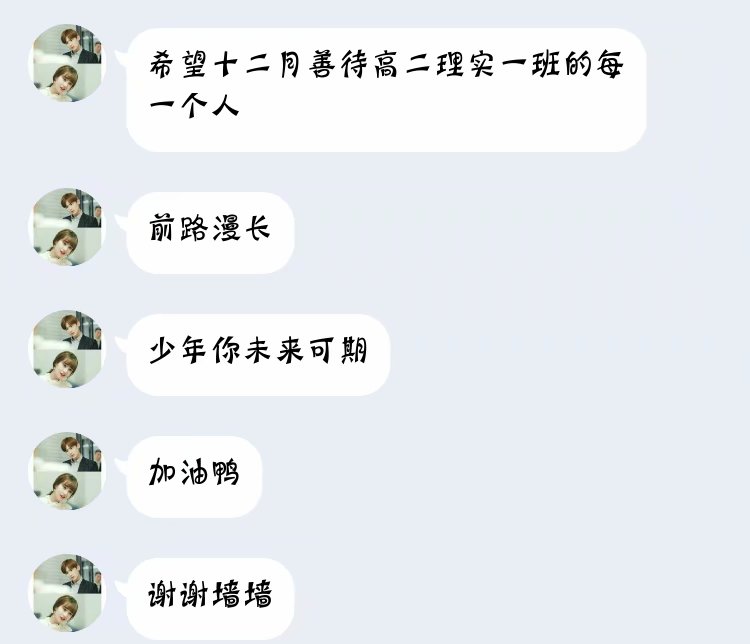 希望十二月善待高二理实一班的每
一个人
前路漫长
少年你未来可期
加油鸭
谢谢墙墙